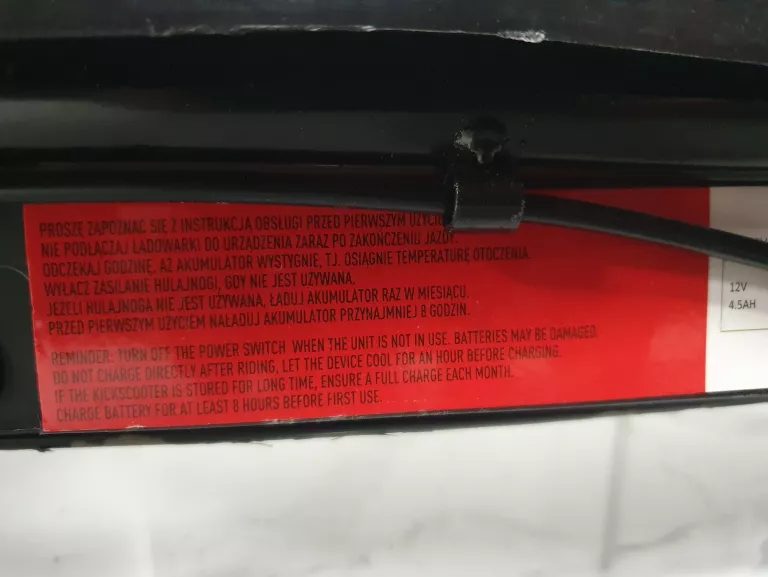 PROSZĘ ZAPOZNAĆ SIĘ Z INSTRUKCJĄ OBSŁUGI PRZED PIERWSZYM UŻYCI
NIE PODŁĄCZAJ ŁADOWARKI DO URZĄDZENIA ZARAZ PO ZAKOŃCZENIU JAZDY.
ODCZEKAJ GODZINĘ, AŻ AKUMULATOR WYSTYGNIE, TJ. OSIĄGNIE TEMPERATURĘ OTOCZENIA.
WYŁĄCZ ZASILANIE HULAJNOGI, GDY NIE JEST UŻYWANA.
JEŻELI HULAJNOGA NIE JEST UŻYWANA, ŁADUJ AKUMULATOR RAZ W MIESIĄCU.
PRZED PIERWSZYM UŻYCIEM NAŁADUJ AKUMULATOR PRZYNAJMNIEJ 8 GODZIN.
REMINDER: TURN OFF THE POWER SWITCH WHEN THE UNIT IS NOT IN USE. BATTERIES MAY BE DAMAGED.
DO NOT CHARGE DIRECTLY AFTER RIDING, LET THE DEVICE COOL FOR AN HOUR BEFORE CHARGING.
IF THE KICKSCOOTER IS STORED FOR LONG TIME, ENSURE A FULL CHARGE EACH MONTH.
CHARGE BATTERY FOR AT LEAST 8 HOURS BEFORE FIRST USE.
12V
4.5AH